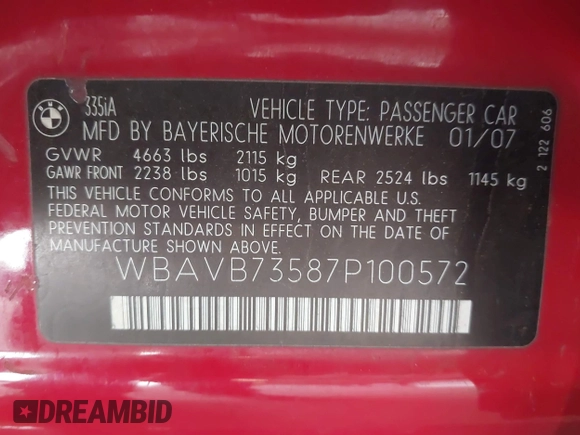 BMW
335iA
VEHICLE TYPE: PASSENGER CAR
MFD BY BAYERISCHE MOTORENWERKE 01/07
GVWR 4663 lbs 2115 kg
GAWR FRONT 2238 lbs 1015 kg REAR 2524 lbs 1145 kg
THIS VEHICLE CONFORMS TO ALL APPLICABLE U.S.
FEDERAL MOTOR VEHICLE SAFETY, BUMPER AND THEFT
PREVENTION STANDARDS IN EFFECT ON THE DATE OF
MANUFACTURE SHOWN ABOVE.
WBAVB73587P100572
2 122 606
DREAMBID